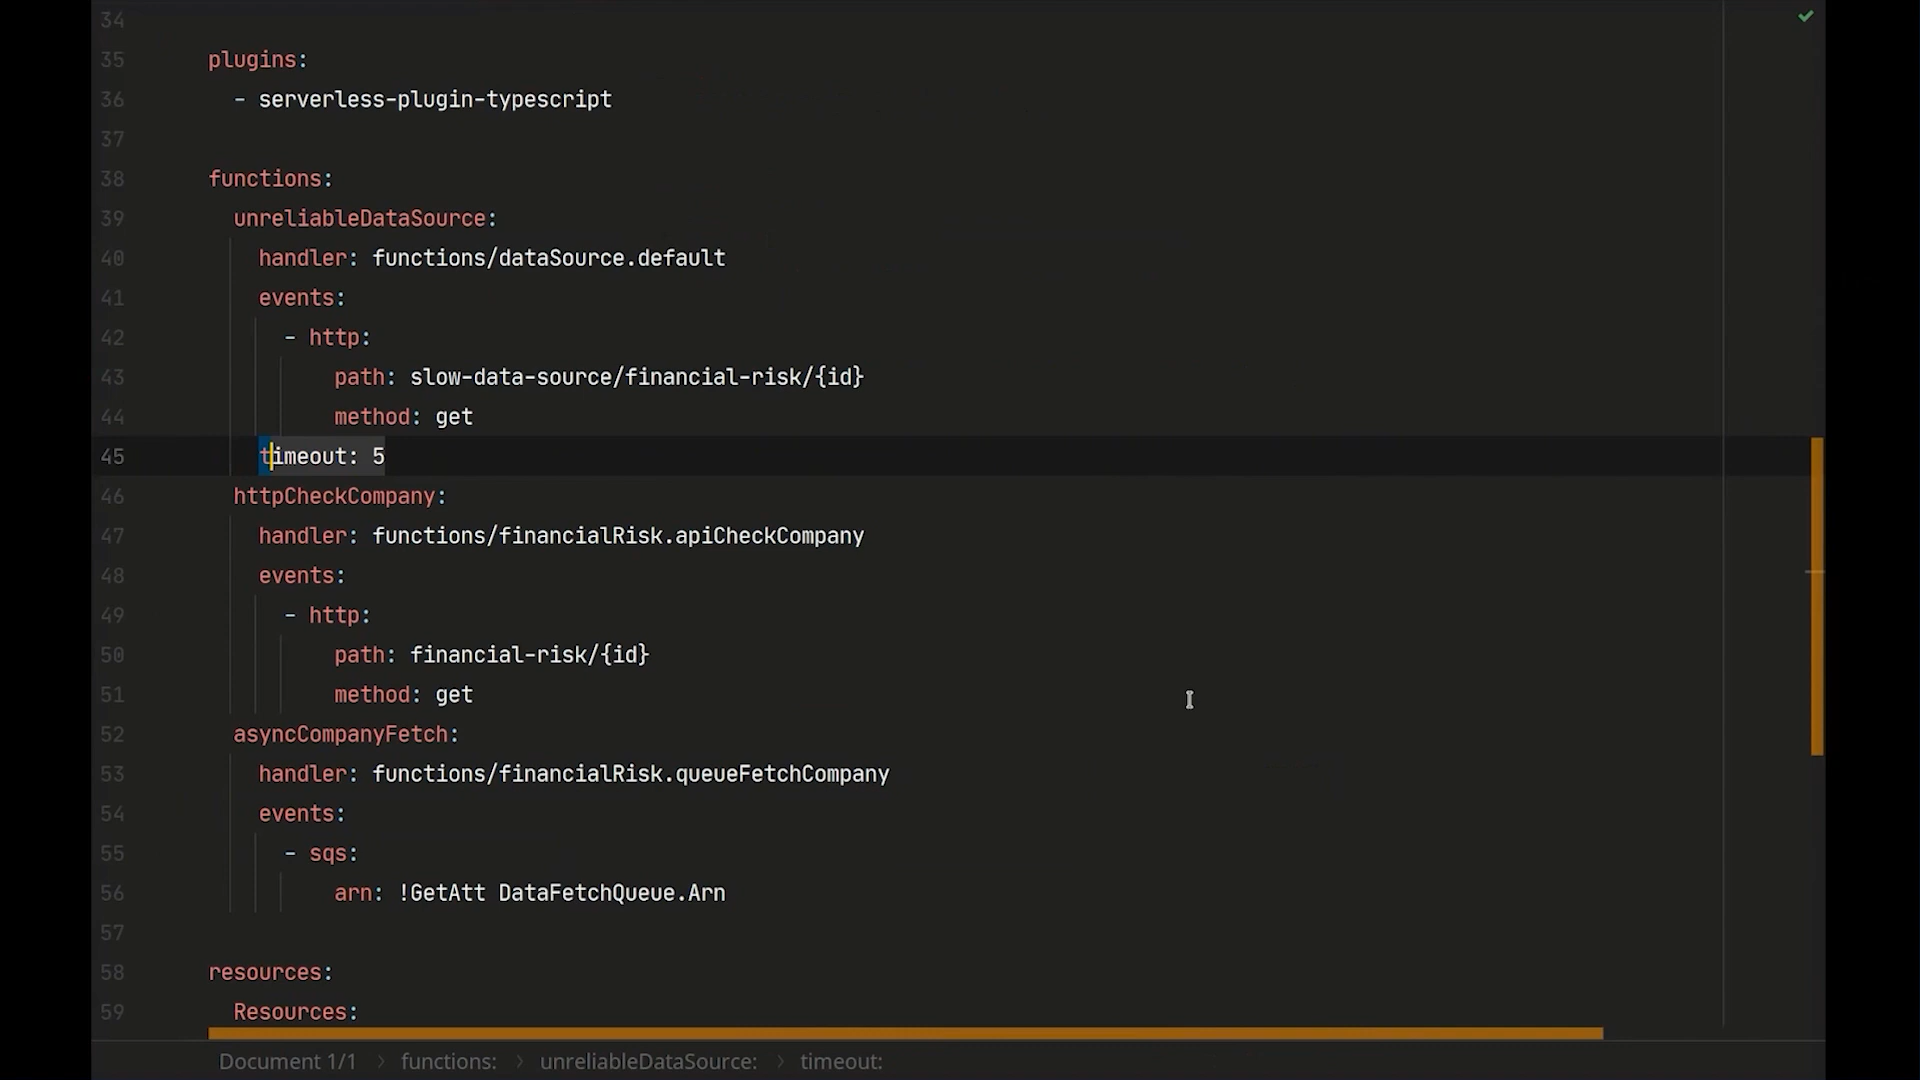 34
35 plugins:
36 - serverless-plugin-typescript
37
38 functions:
39 unreliableDataSource:
40 handler: functions/dataSource.default
41 events:
42 - http:
43 path: slow-data-source/financial-risk/{id}
44 method: get
45 timeout: 5
46 httpCheckCompany:
47 handler: functions/financialRisk.apiCheckCompany
48 events:
49 - http:
50 path: financial-risk/{id}
51 method: get
52 asyncCompanyFetch:
53 handler: functions/financialRisk.queueFetchCompany
54 events:
55 - sqs:
56 arn: !GetAtt DataFetchQueue.Arn
57
58 resources:
59 Resources:
Document 1/1 > functions: > unreliableDataSource: > timeout: